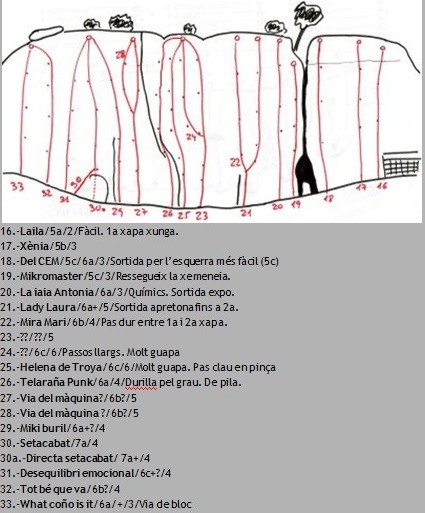 28
24
22
30
33
32
31
30a
29
27
26
25
23
21
20
19
18
17
16
16.-Laila/5a/2/Fàcil. 1a xapa xunga.
17.-Xènia/5b/3
18.-Del CEM/5c/6a/3/Sortida per l'esquerra més fàcil (5c)
19.-Mikromaster/5c/3/Ressegueix la xemeneia.
20.-La iaia Antonia/6a/3/Químics. Sortida expo.
21.-Lady Laura/6a+/5/Sortida apretona fins a 2a.
22.-Mira Mari/6b/4/Pas dur entre 1a i 2a xapa.
23.-??/??/5
24.-??/6c/6/Passos llargs. Molt guapa
25.-Helena de Troya/6c/6/Molt guapa. Pas clau en pinça
26.-Telaraña Punk/6a/4/Durilla pel grau. De pila.
27.-Via del màquina?/6b?/5
28.-Via del màquina ?/6b?/5
29.-Miki buril/6a+?/4
30.-Setacabat/7a/4
30a.-Directa setacabat/ 7a+/4
31.-Desequilibri emocional/6c+?/4
32.-Tot bé que va/6b?/4
33.-What coño is it/6a/+/3/Via de bloc